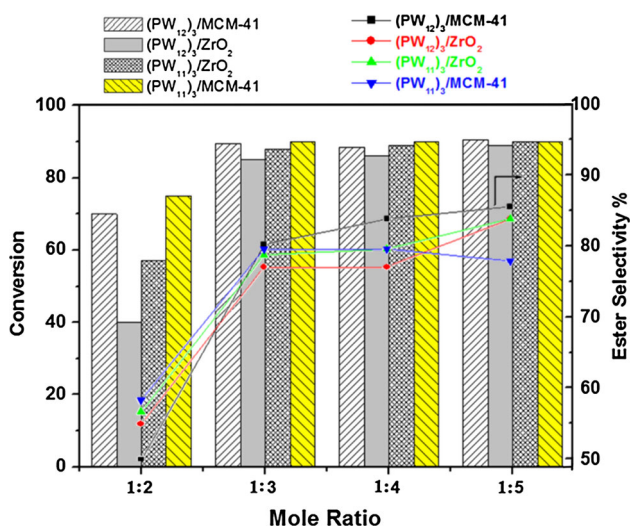 (PW₁₂)₃/MCM-41
(PW₁₂)₃/ZrO₂
(PW₁₁)₃/ZrO₂
(PW₁₁)₃/MCM-41
(PW₁₂)₃/MCM-41
(PW₁₂)₃/ZrO₂
(PW₁₁)₃/ZrO₂
(PW₁₁)₃/MCM-41
Conversion
100
80
60
40
20
0
1:2
1:3
1:4
1:5
Mole Ratio
100
90
80
70
60
50
Ester Selectivity %